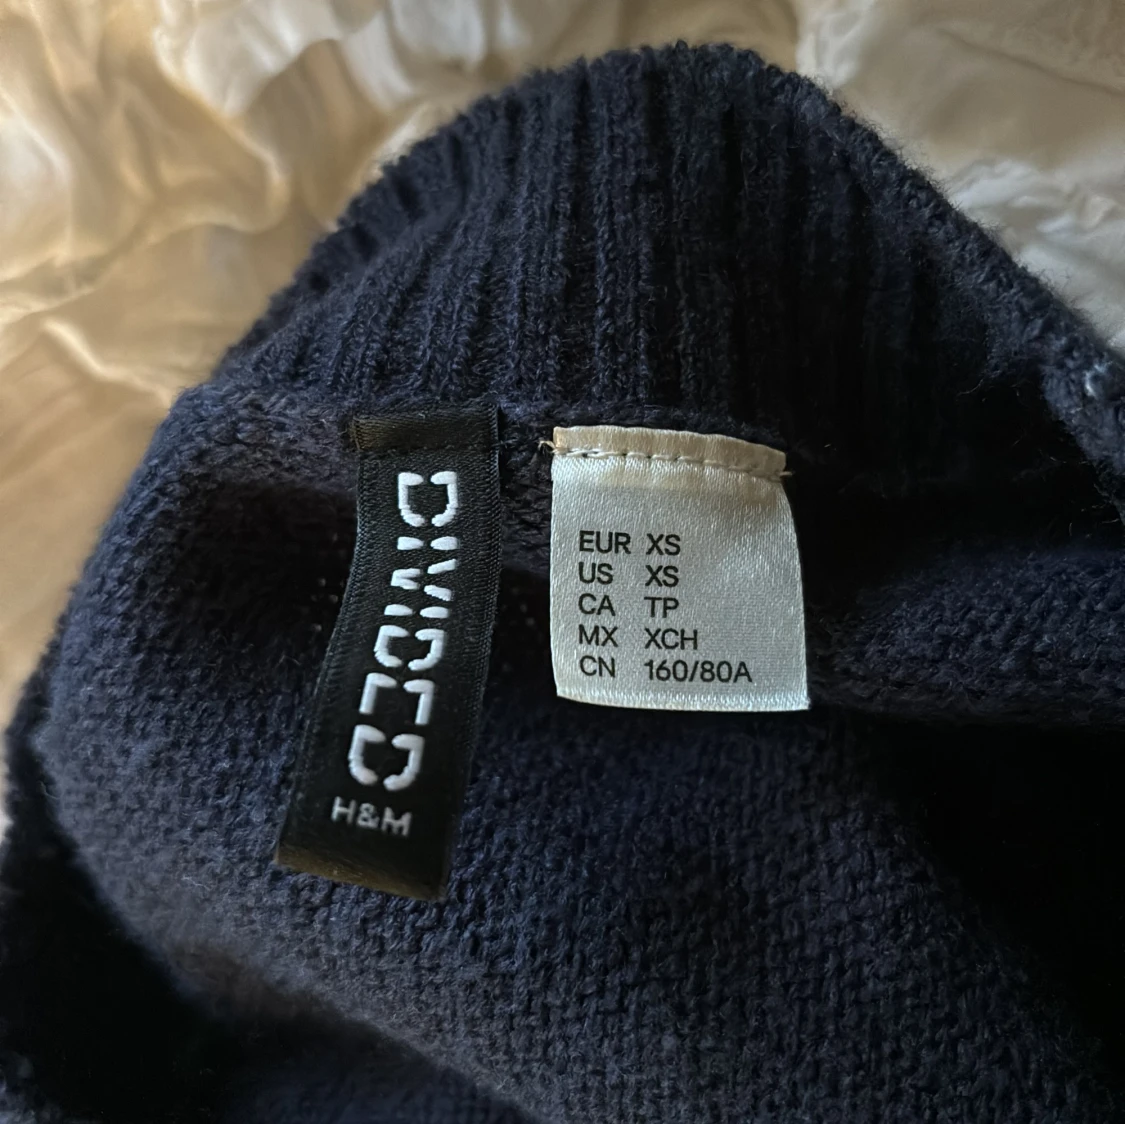 DIVIDED
H&M
EUR XS
US XS
CA TP
MX XCH
CN 160/80A